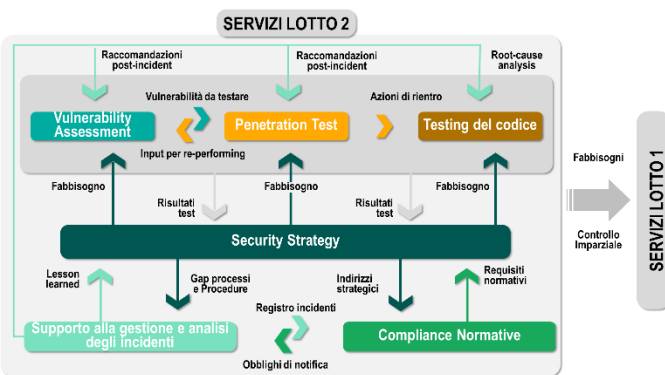 SERVIZI LOTTO 2
Raccomandazioni
post-incident
Raccomandazioni
post-incident
Root-cause
analysis
Vulnerability
Assessment
Vulnerabilità da testare
Input per re-performing
Penetration Test
Azioni di rientro
Testing del codice
Fabbisogno
Risultati
test
Fabbisogno
Risultati
test
Fabbisogno
Security Strategy
Lesson
learned
Gap processi
e Procedure
Indirizzi
strategici
Requisiti
normativi
Registro incidenti
Supporto alla gestione e analisi
degli incidenti
Obblighi di notifica
Compliance Normative
Fabbisogni
Controllo
Imparziale
SERVIZI LOTTO 1